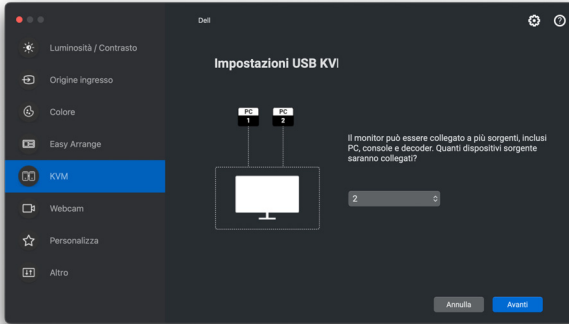 Dell
Luminosità / Contrasto
Origine ingresso
Colore
Easy Arrange
KVM
Webcam
Personalizza
Altro
Impostazioni USB KV
PC
1
PC
2
Il monitor può essere collegato a più sorgenti, inclusi
PC, console e decoder. Quanti dispositivi sorgente
saranno collegati?
2
Annulla
Avanti